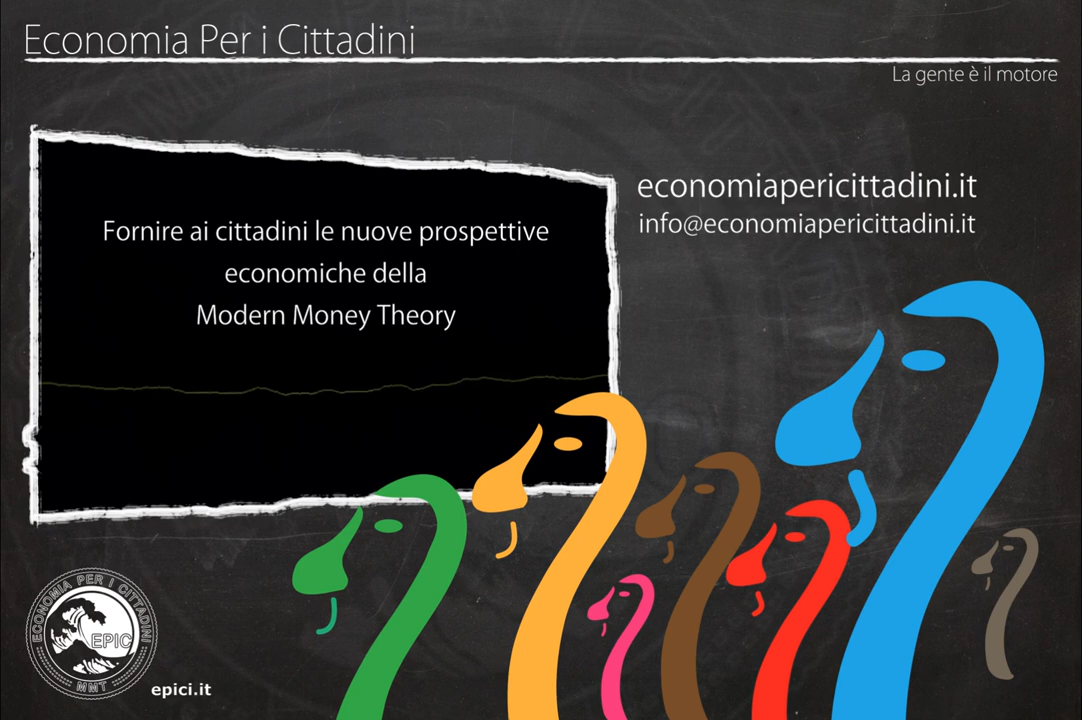 Economia Per i Cittadini
La gente è il motore
economiapericittadini.it
info@economiapericittadini.it
Fornire ai cittadini le nuove prospettive
economiche della
Modern Money Theory
ECONOMIA PER I CITTADINI
EPIC
MMT
epici.it